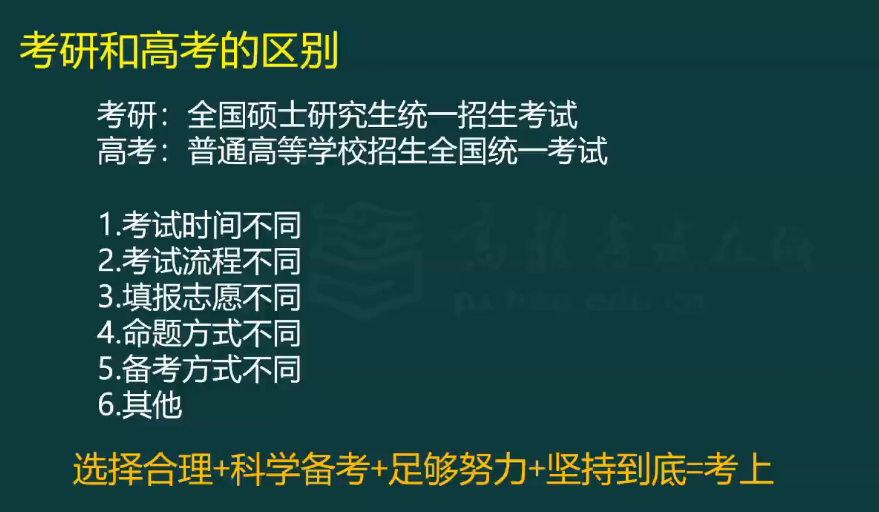 考研和高考的区别
考研：全国硕士研究生统一招生考试
高考：普通高等学校招生全国统一考试
1.考试时间不同
2.考试流程不同
3.填报志愿不同
4.命题方式不同
5.备考方式不同
6.其他
选择合理+科学备考+足够努力+坚持到底=考上